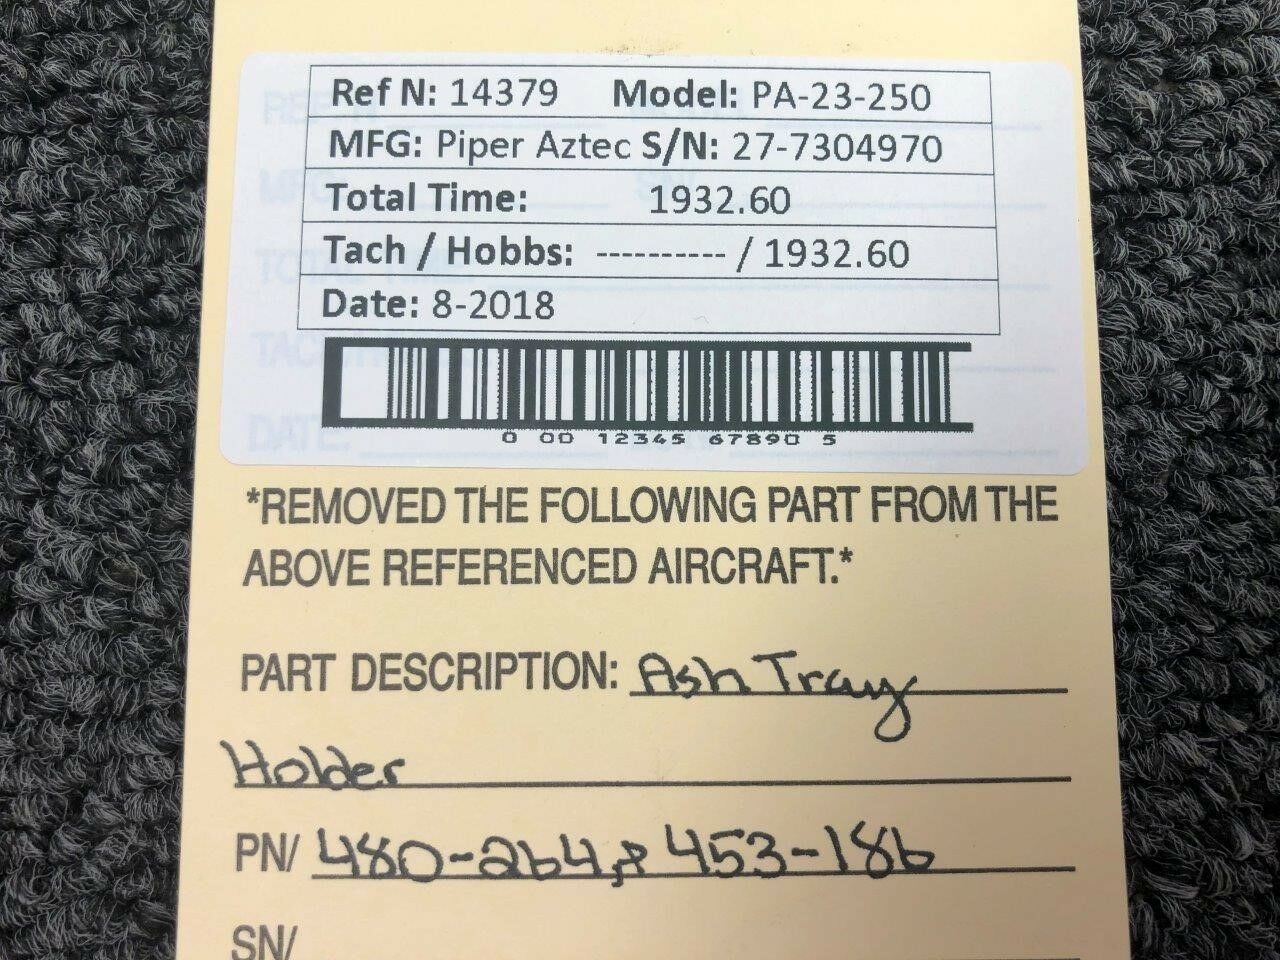 Ref N: 14379 Model: PA-23-250
MFG: Piper Aztec S/N: 27-7304970
Total Time: 1932.60
Tach / Hobbs: ---------- / 1932.60
Date: 8-2018
0 00 12345 67890 5
*REMOVED THE FOLLOWING PART FROM THE
ABOVE REFERENCED AIRCRAFT.*
PART DESCRIPTION: Ash Tray
Holder
PN/ 480-264, & 453-186
SN/